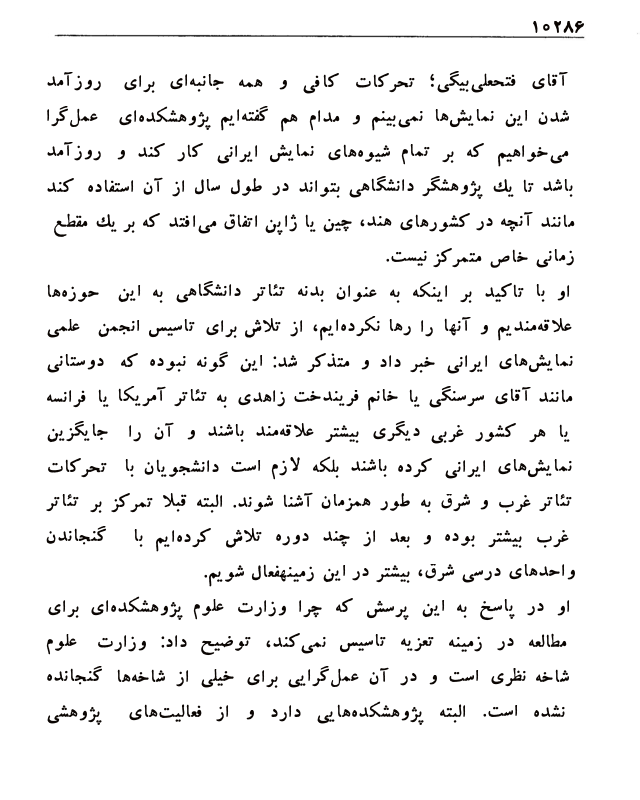 ۱۰۲۸۶
آقای فتحعلی‌بیگی؛ تحرکات کافی و همه جانبه‌ای برای روزآمد
شدن این نمایش‌ها نمی‌بینم و مدام هم گفته‌ایم پژوهشکده‌ای عمل‌گرا
می‌خواهیم که بر تمام شیوه‌های نمایش ایرانی کار کند و روزآمد
باشد تا یك پژوهشگر دانشگاهی بتواند در طول سال از آن استفاده کند
مانند آنچه در کشورهای هند، چین یا ژاپن اتفاق می‌افتد که بر یك مقطع
زمانی خاص متمرکز نیست.
او با تاکید بر اینکه به عنوان بدنه تئاتر دانشگاهی به این حوزه‌ها
علاقه‌مندیم و آنها را رها نکرده‌ایم، از تلاش برای تاسیس انجمن علمی
نمایش‌های ایرانی خبر داد و متذکر شد: این گونه نبوده که دوستانی
مانند آقای سرسنگی یا خانم فریندخت زاهدی به تئاتر آمریکا یا فرانسه
یا هر کشور غربی دیگری بیشتر علاقه‌مند باشند و آن را جایگزین
نمایش‌های ایرانی کرده باشند بلکه لازم است دانشجویان با تحرکات
تئاتر غرب و شرق به طور همزمان آشنا شوند. البته قبلا تمرکز بر تئاتر
غرب بیشتر بوده و بعد از چند دوره تلاش کرده‌ایم با گنجاندن
واحدهای درسی شرق، بیشتر در این زمینهفعال شویم.
او در پاسخ به این پرسش که چرا وزارت علوم پژوهشکده‌ای برای
مطالعه در زمینه تعزیه تاسیس نمی‌کند، توضیح داد: وزارت علوم
شاخه نظری است و در آن عمل‌گرایی برای خیلی از شاخه‌ها گنجانده
نشده است. البته پژوهشکده‌هایی دارد و از فعالیت‌های پژوهشی